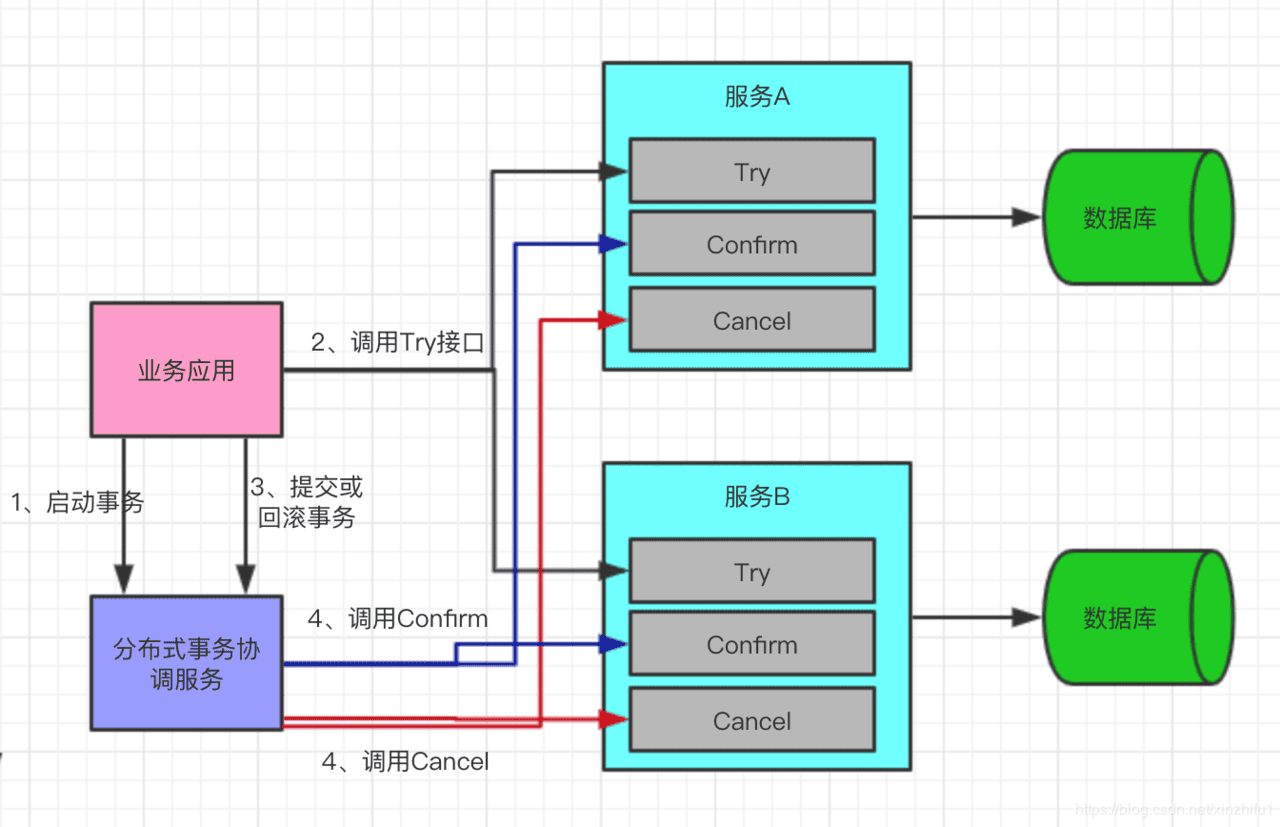 服务A
Try
Confirm
Cancel
数据库
业务应用
2、调用Try接口
1、启动事务
3、提交或
回滚事务
分布式事务协
调服务
4、调用Confirm
4、调用Cancel
服务B
Try
Confirm
Cancel
数据库
https://blog.csdn.net/xinzhifu1